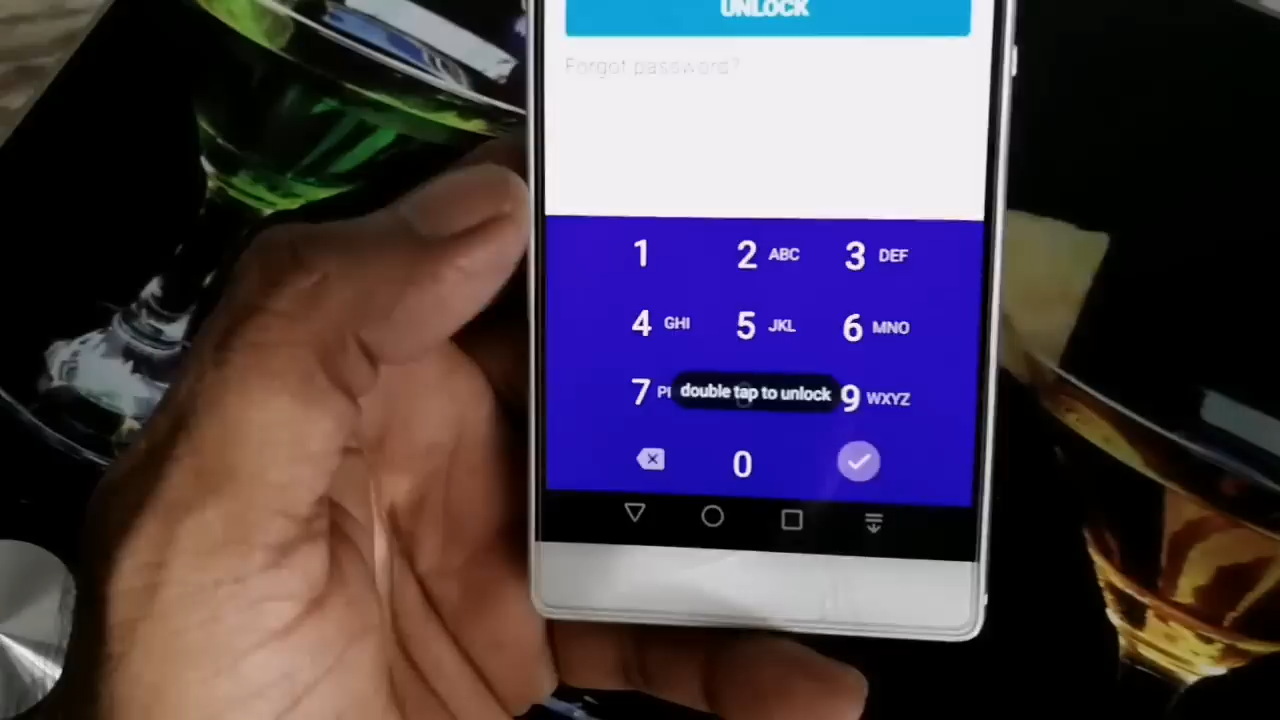 UNLOCK
Forgot password?
1
2 ABC
3 DEF
4 GHI
5 JKL
6 MNO
7
double tap to unlock
9 WXYZ
0